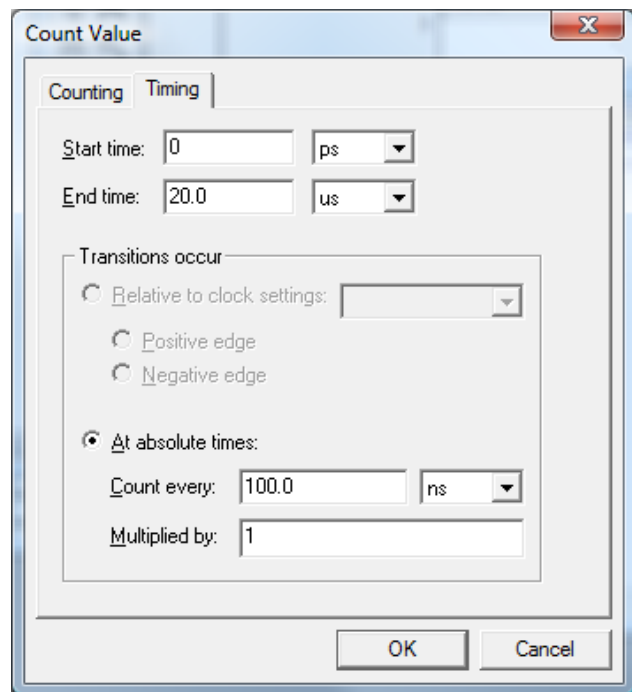 Count Value
Counting Timing
Start time: 0 ps
End time: 20.0 us
Transitions occur
Relative to clock settings:
Positive edge
Negative edge
At absolute times:
Count every: 100.0 ns
Multiplied by: 1
OK Cancel